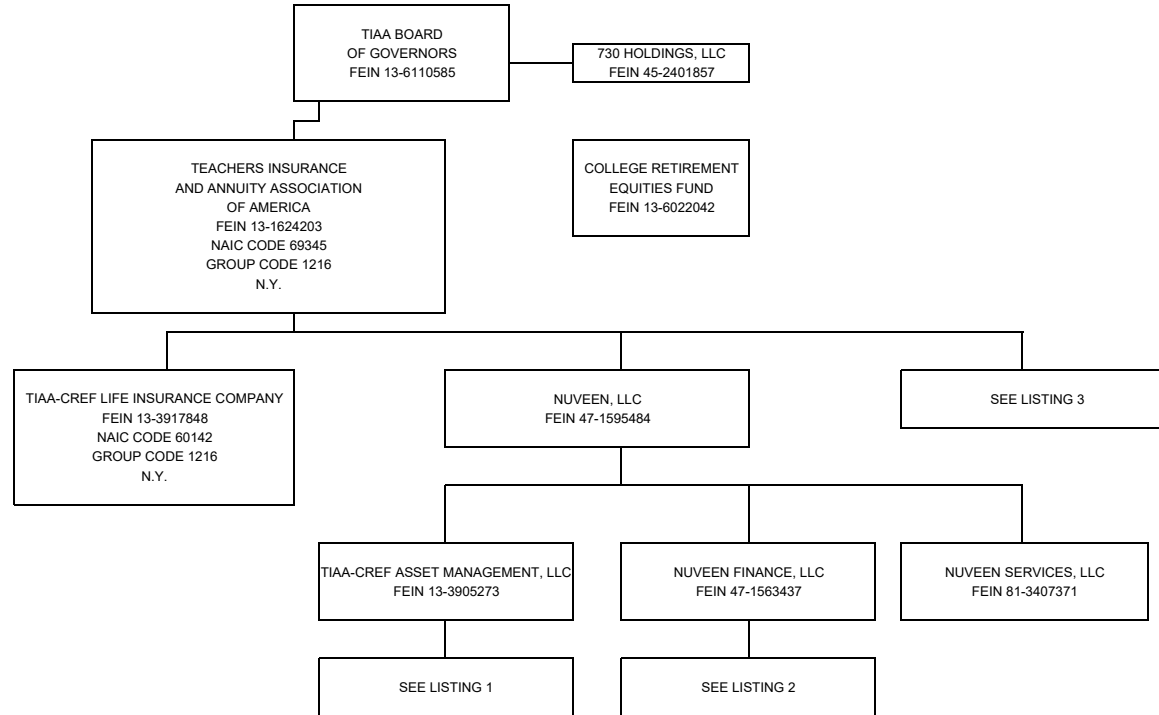 TIAA BOARD
OF GOVERNORS
FEIN 13-6110585
730 HOLDINGS, LLC
FEIN 45-2401857
TEACHERS INSURANCE
AND ANNUITY ASSOCIATION
OF AMERICA
FEIN 13-1624203
NAIC CODE 69345
GROUP CODE 1216
N.Y.
COLLEGE RETIREMENT
EQUITIES FUND
FEIN 13-6022042
TIAA-CREF LIFE INSURANCE COMPANY
FEIN 13-3917848
NAIC CODE 60142
GROUP CODE 1216
N.Y.
NUVEEN, LLC
FEIN 47-1595484
SEE LISTING 3
TIAA-CREF ASSET MANAGEMENT, LLC
FEIN 13-3905273
NUVEEN FINANCE, LLC
FEIN 47-1563437
NUVEEN SERVICES, LLC
FEIN 81-3407371
SEE LISTING 1
SEE LISTING 2